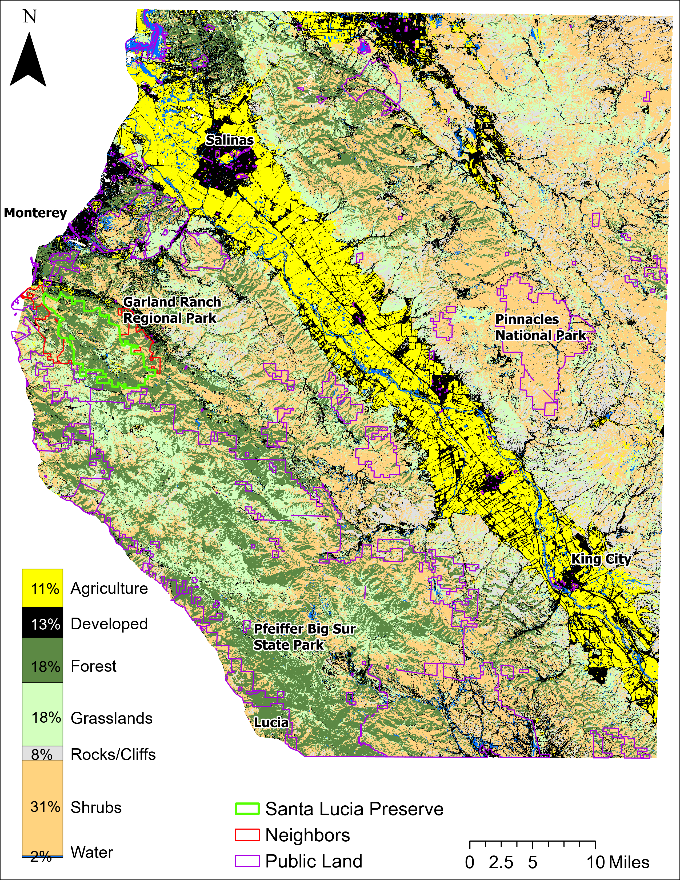 N
Salinas
Monterey
Garland Ranch
Regional Park
Pinnacles
National Park
King City
Pfeiffer Big Sur
State Park
Lucia
11% Agriculture
13% Developed
18% Forest
18% Grasslands
8% Rocks/Cliffs
31% Shrubs
2% Water
Santa Lucia Preserve
Neighbors
Public Land
0 2.5 5 10 Miles